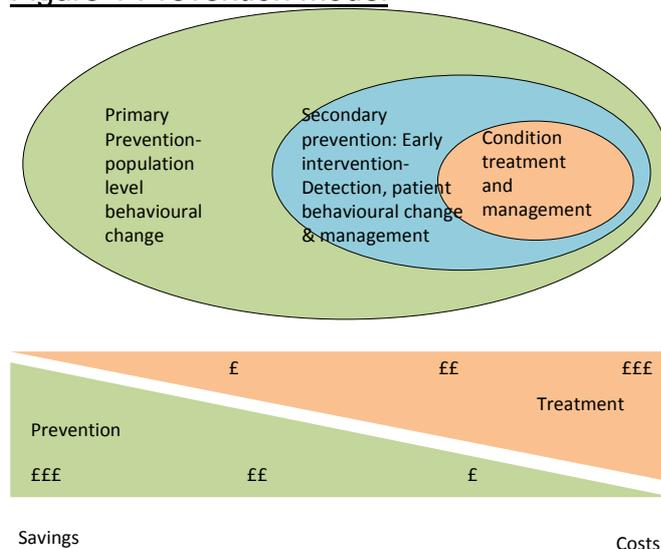 Primary
Prevention-
population
level
behavioural
change
Secondary
prevention: Early
intervention-
Detection, patient
behavioural change
& management
Condition
treatment
and
management
£ ££ £££
Treatment
Prevention
£££ ££ £
Savings
Costs